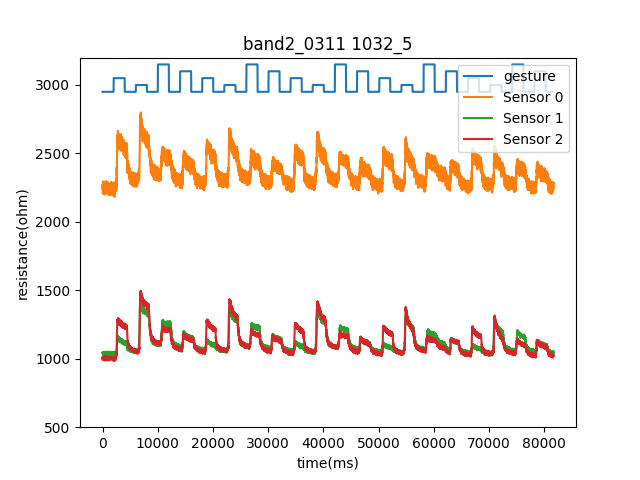 band2_0311 1032_5
gesture
Sensor 0
Sensor 1
Sensor 2
3000
2500
2000
1500
1000
500
resistance(ohm)
0 10000 20000 30000 40000 50000 60000 70000 80000
time(ms)